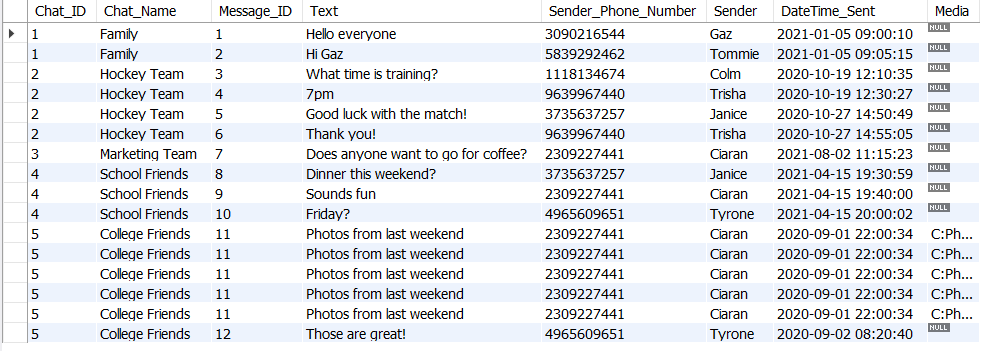 Chat_ID Chat_Name Message_ID Text Sender_Phone_Number Sender DateTime_Sent Media
1 Family 1 Hello everyone 3090216544 Gaz 2021-01-05 09:00:10 NULL
1 Family 2 Hi Gaz 5839292462 Tommie 2021-01-05 09:05:15 NULL
2 Hockey Team 3 What time is training? 1118134674 Colm 2020-10-19 12:10:35 NULL
2 Hockey Team 4 7pm 9639967440 Trisha 2020-10-19 12:30:27 NULL
2 Hockey Team 5 Good luck with the match! 3735637257 Janice 2020-10-27 14:50:49 NULL
2 Hockey Team 6 Thank you! 9639967440 Trisha 2020-10-27 14:55:05 NULL
3 Marketing Team 7 Does anyone want to go for coffee? 2309227441 Ciaran 2021-08-02 11:15:23 NULL
4 School Friends 8 Dinner this weekend? 3735637257 Janice 2021-04-15 19:30:59 NULL
4 School Friends 9 Sounds fun 2309227441 Ciaran 2021-04-15 19:40:00 NULL
4 School Friends 10 Friday? 4965609651 Tyrone 2021-04-15 20:00:02 NULL
5 College Friends 11 Photos from last weekend 2309227441 Ciaran 2020-09-01 22:00:34 C:Ph...
5 College Friends 11 Photos from last weekend 2309227441 Ciaran 2020-09-01 22:00:34 C:Ph...
5 College Friends 11 Photos from last weekend 2309227441 Ciaran 2020-09-01 22:00:34 C:Ph...
5 College Friends 11 Photos from last weekend 2309227441 Ciaran 2020-09-01 22:00:34 C:Ph...
5 College Friends 11 Photos from last weekend 2309227441 Ciaran 2020-09-01 22:00:34 C:Ph...
5 College Friends 12 Those are great! 4965609651 Tyrone 2020-09-02 08:20:40 NULL